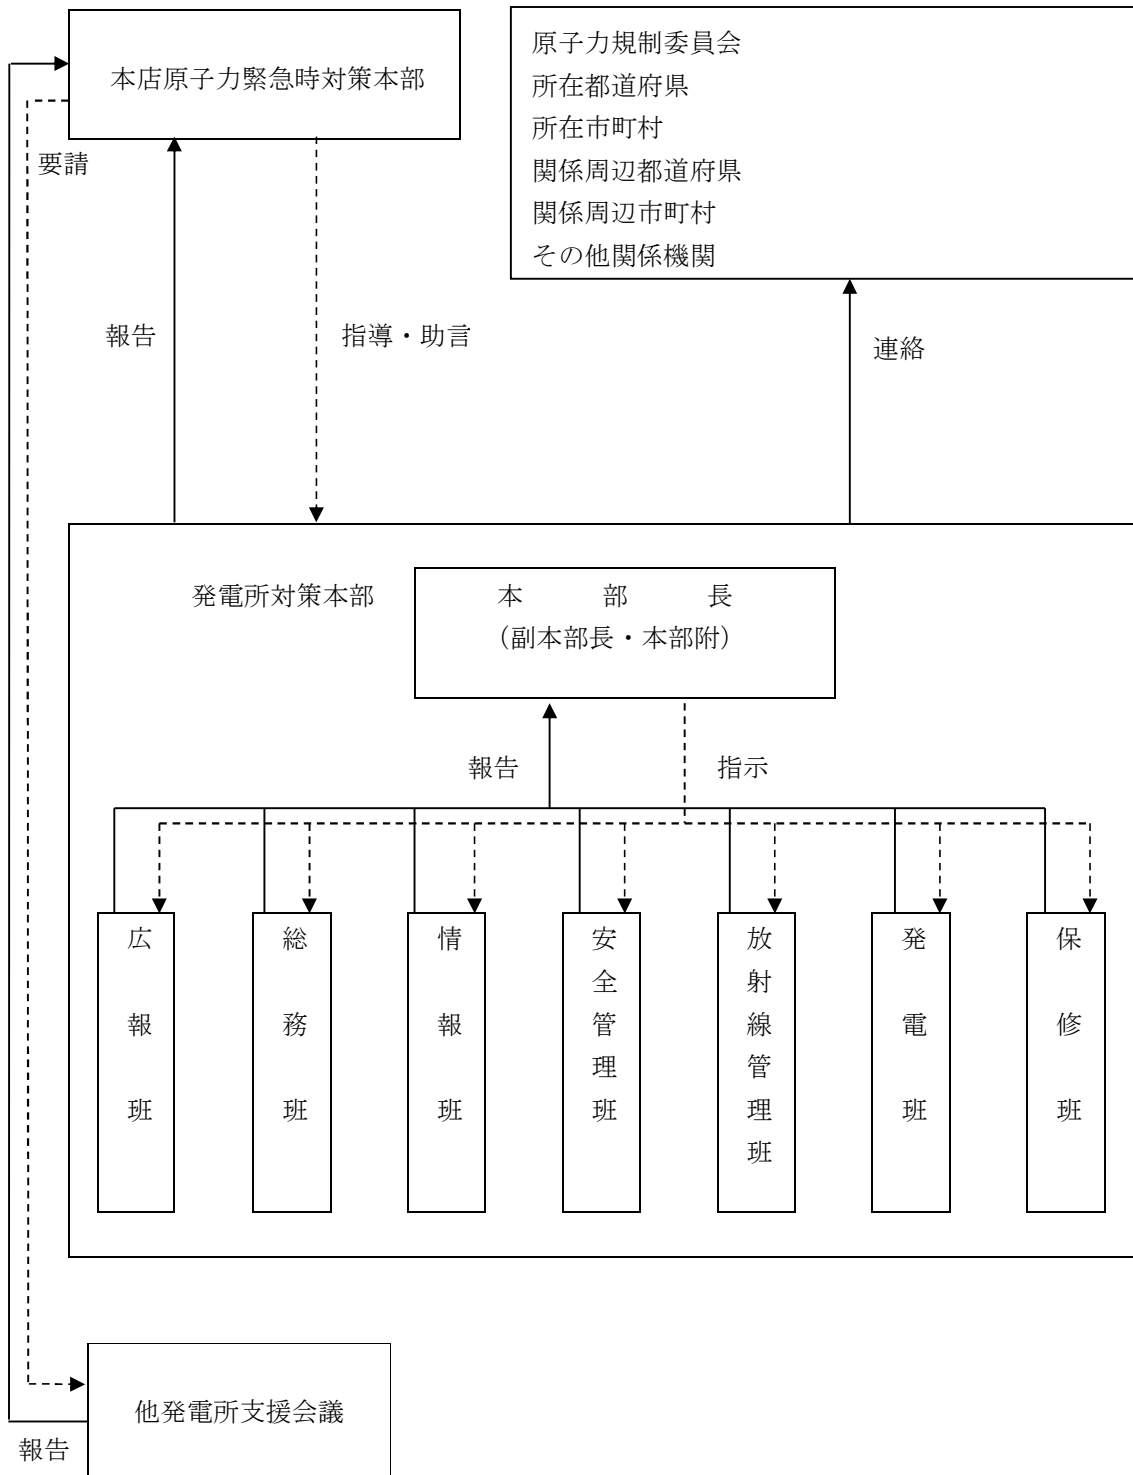 本店原子力緊急時対策本部
原子力規制委員会
所在都道府県
所在市町村
関係周辺都道府県
関係周辺市町村
その他関係機関
要請
報告
指導・助言
連絡
発電所対策本部
本部長
(副本部長・本部附)
報告
指示
広報班
総務班
情報班
安全管理班
放射線管理班
発電班
保修班
他発電所支援会議
報告